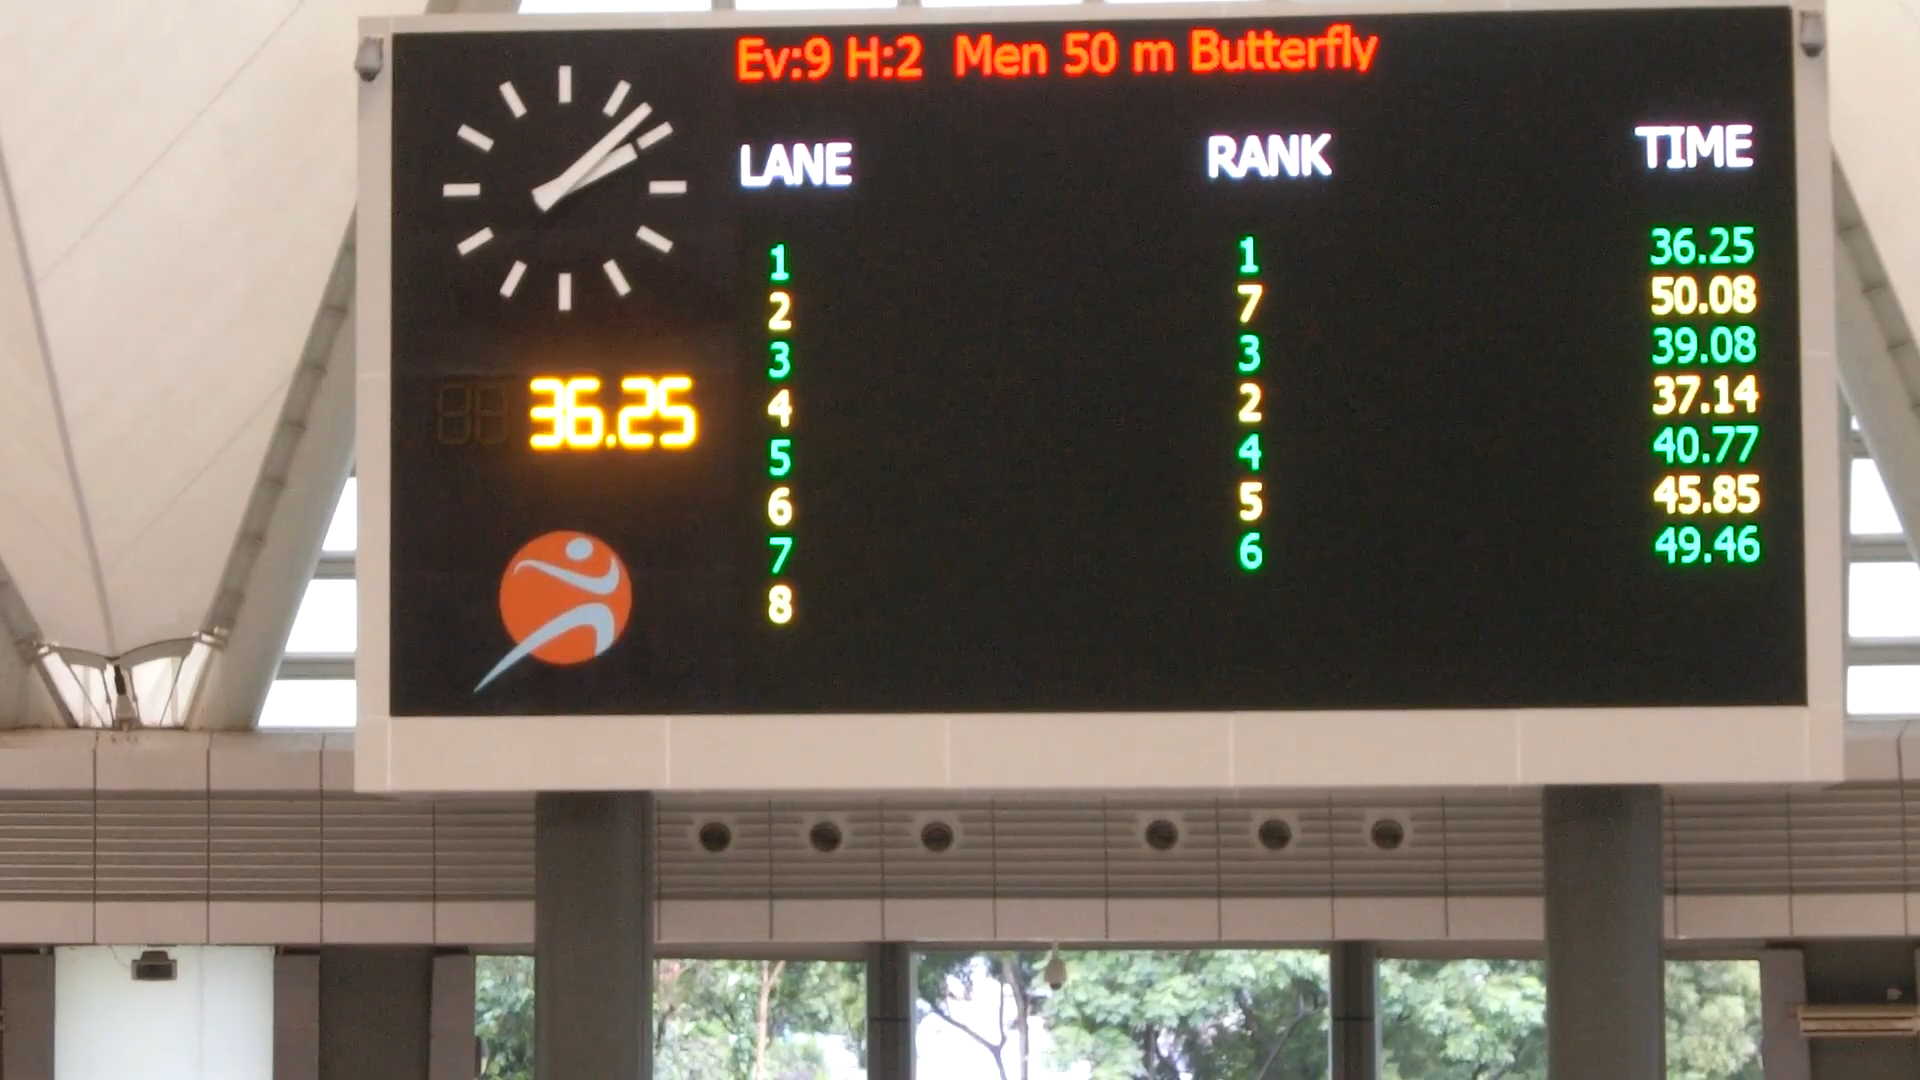 Ev:9 H:2 Men 50 m Butterfly
LANE RANK TIME
1 1 36.25
2 7 50.08
3 3 39.08
4 2 37.14
5 4 40.77
6 5 45.85
7 6 49.46
8
36.25